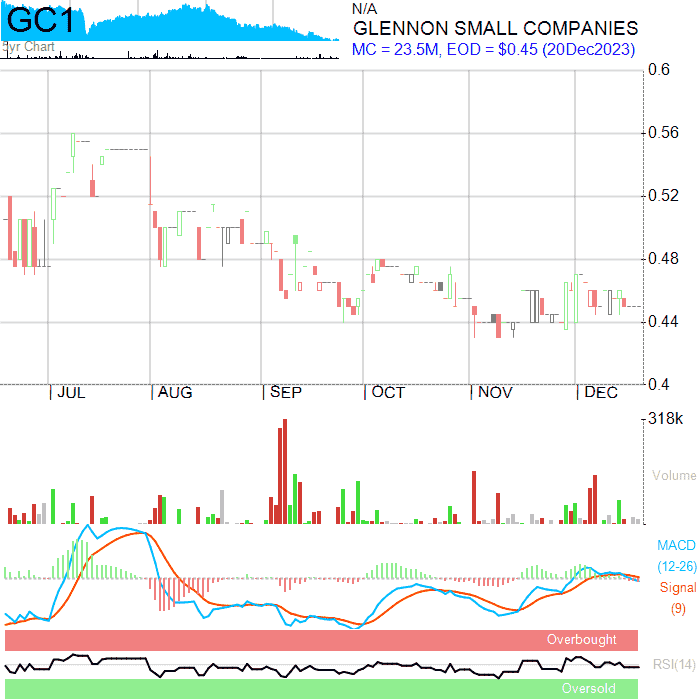 GC1
5yr Chart
N/A
GLENNON SMALL COMPANIES
MC = 23.5M, EOD = $0.45 (20Dec2023)
0.6
0.56
0.52
0.48
0.44
0.4
JUL AUG SEP OCT NOV DEC
318k
Volume
MACD
(12-26)
Signal
(9)
Overbought
RSI(14)
Oversold